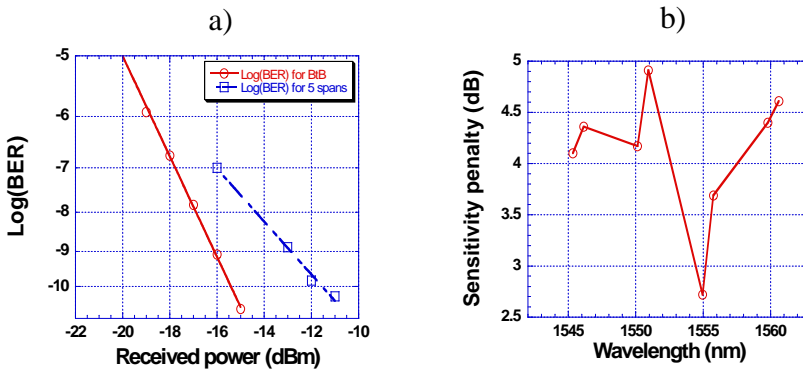 a)
Log(BER)
-5
-6
-7
-8
-9
-10
Log(BER) for BtB
Log(BER) for 5 spans
-22 -20 -18 -16 -14 -12 -10
Received power (dBm)
b)
Sensitivity penalty (dB)
5
4.5
4
3.5
3
2.5
1545 1550 1555 1560
Wavelength (nm)